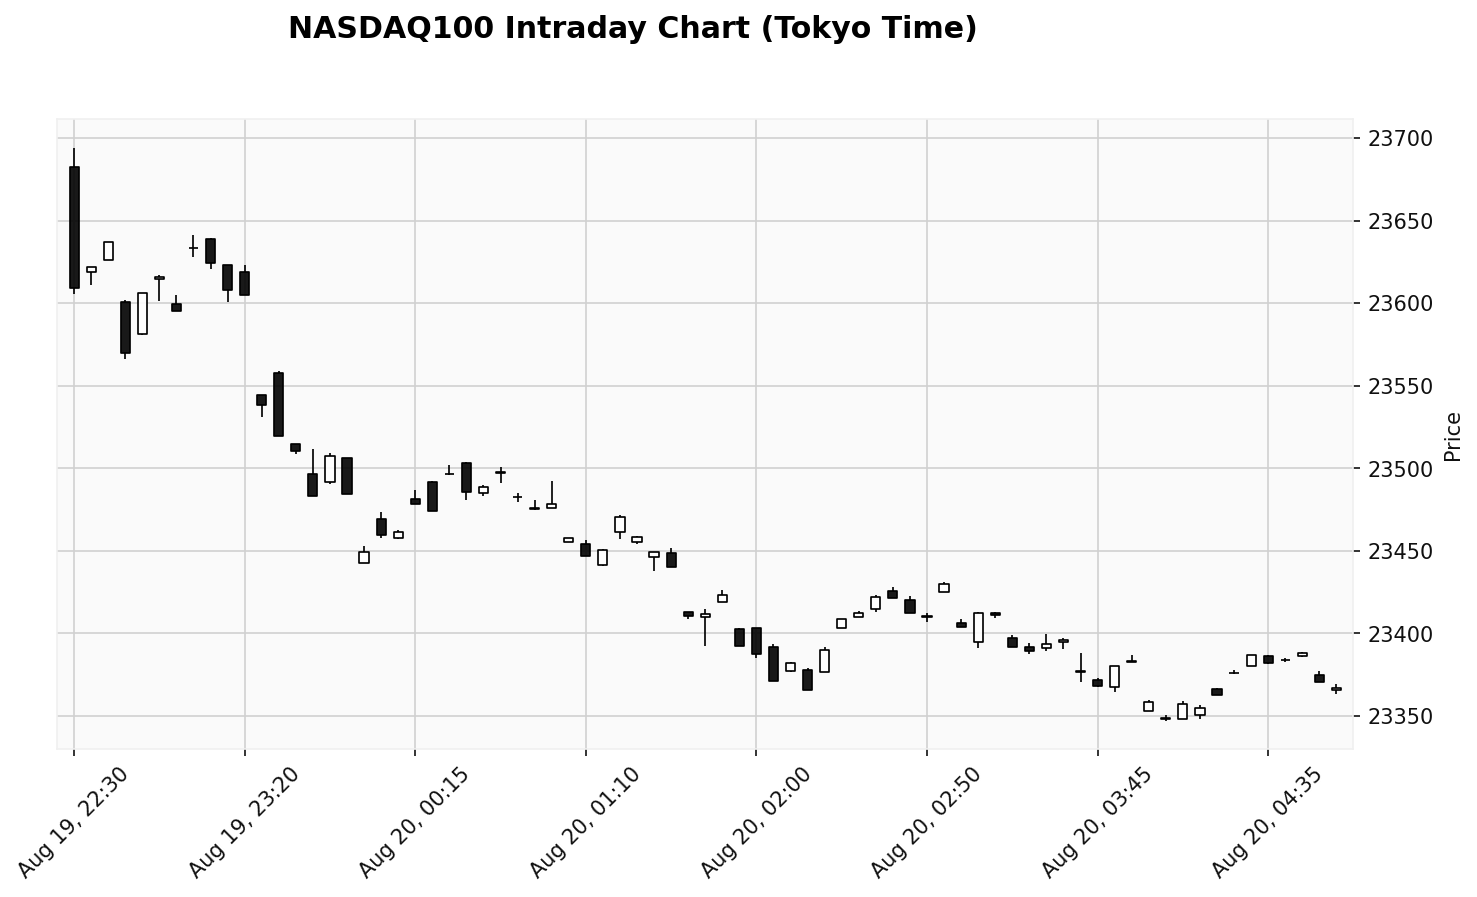 NASDAQ100 Intraday Chart (Tokyo Time)
23700
23650
23600
23550
23500
23450
23400
23350
Price
Aug 19, 22:30
Aug 19, 23:20
Aug 20, 00:15
Aug 20, 01:10
Aug 20, 02:00
Aug 20, 02:50
Aug 20, 03:45
Aug 20, 04:35